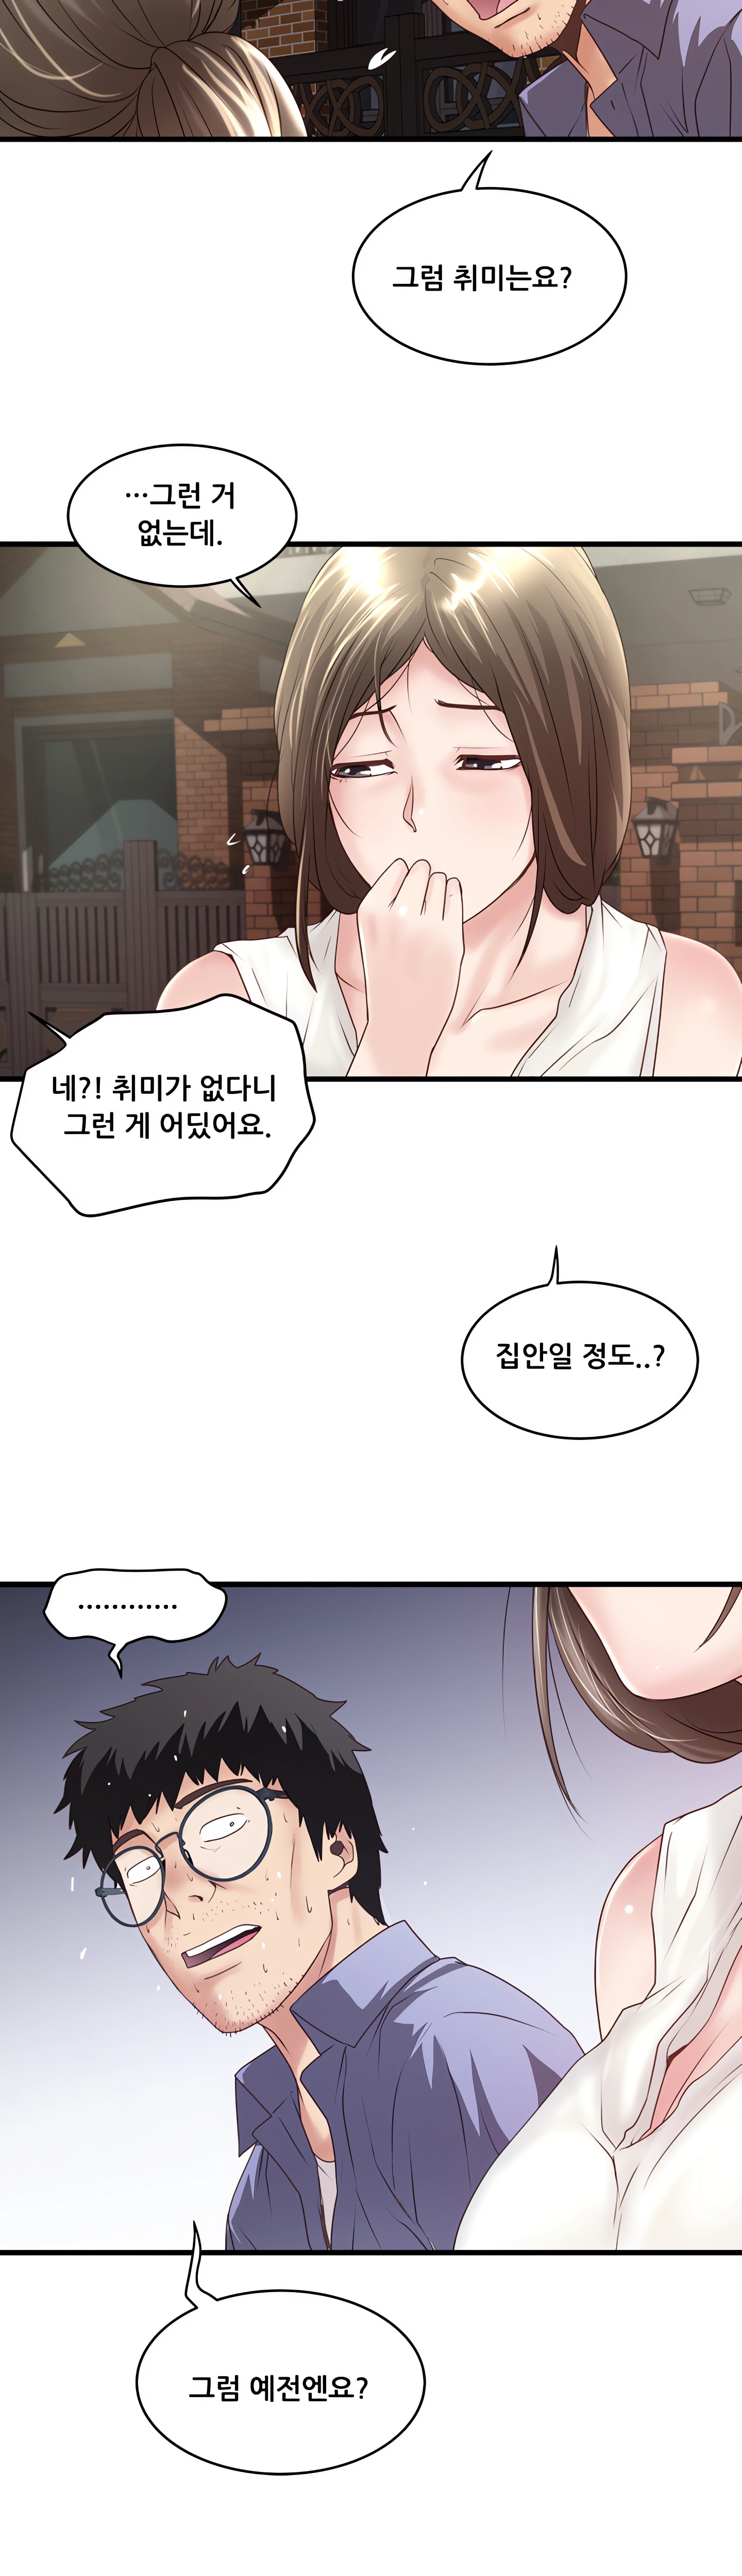 그럼 취미는요?
…그런 거
없는데.
네?! 취미가 없다니
그런 게 어딨어요.
집안일 정도..?
…………
그럼 예전엔요?